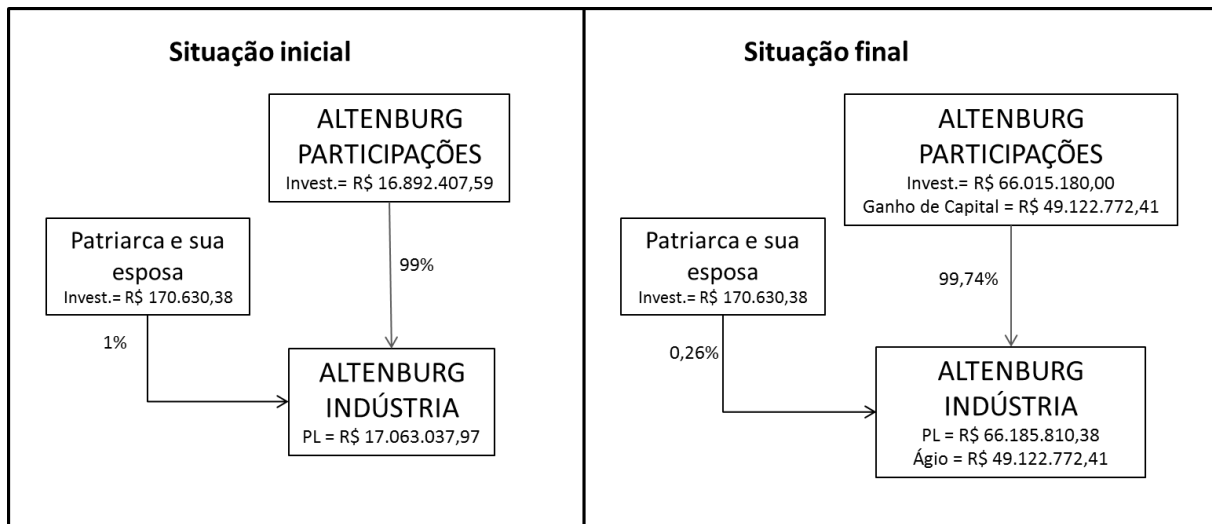 Situação inicial
ALTENBURG
PARTICIPAÇÕES
Invest.= R$ 16.892.407,59
Patriarca e sua
esposa
Invest.= R$ 170.630,38
99%
1%
ALTENBURG
INDÚSTRIA
PL = R$ 17.063.037,97
Situação final
ALTENBURG
PARTICIPAÇÕES
Invest.= R$ 66.015.180,00
Ganho de Capital = R$ 49.122.772,41
Patriarca e sua
esposa
Invest.= R$ 170.630,38
99,74%
0,26%
ALTENBURG
INDÚSTRIA
PL = R$ 66.185.810,38
Ágio = R$ 49.122.772,41